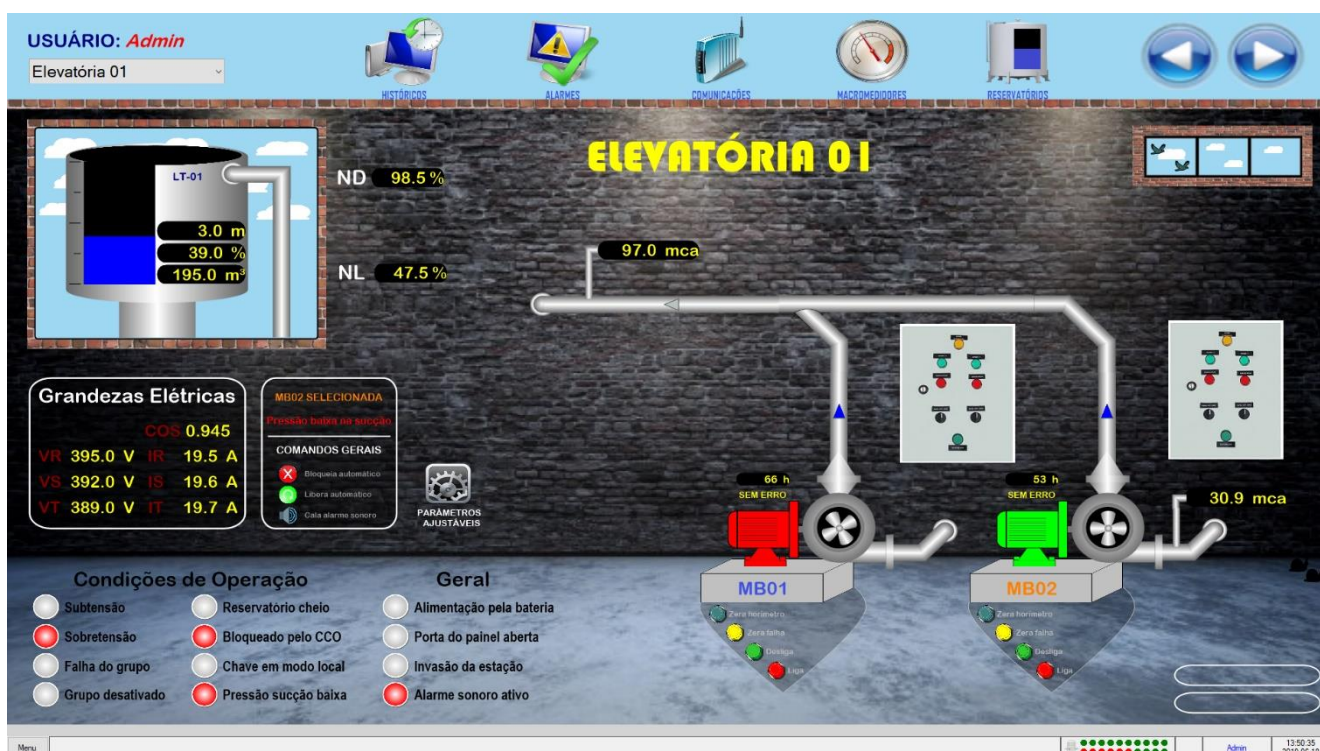 USUÁRIO: Admin
Elevatória 01
HISTÓRICOS
ALARMES
COMUNICAÇÕES
MACROMEDIDORES
RESERVATÓRIOS
ELEVATÓRIA 01
LT-01
3.0 m
39.0 %
195.0 m³
ND 98.5 %
NL 47.5 %
97.0 mca
Grandezas Elétricas
COS 0.945
VR 395.0 V IR 19.5 A
VS 392.0 V IS 19.6 A
VT 389.0 V IT 19.7 A
MB02 SELECIONADA
Pressão baixa na sucção
COMANDOS GERAIS
Bloqueia automático
Libera automático
Cala alarme sonoro
PARÂMETROS
AJUSTÁVEIS
66 h
SEM ERRO
53 h
SEM ERRO
30.9 mca
MB01
Zera horímetro
Zera falha
Desliga
Liga
MB02
Zera horímetro
Zera falha
Desliga
Liga
Condições de Operação
Subtensão
Sobretensão
Falha do grupo
Grupo desativado
Reservatório cheio
Bloqueado pelo CCO
Chave em modo local
Pressão sucção baixa
Geral
Alimentação pela bateria
Porta do painel aberta
Invasão da estação
Alarme sonoro ativo
Menu
Admin
13:50:35